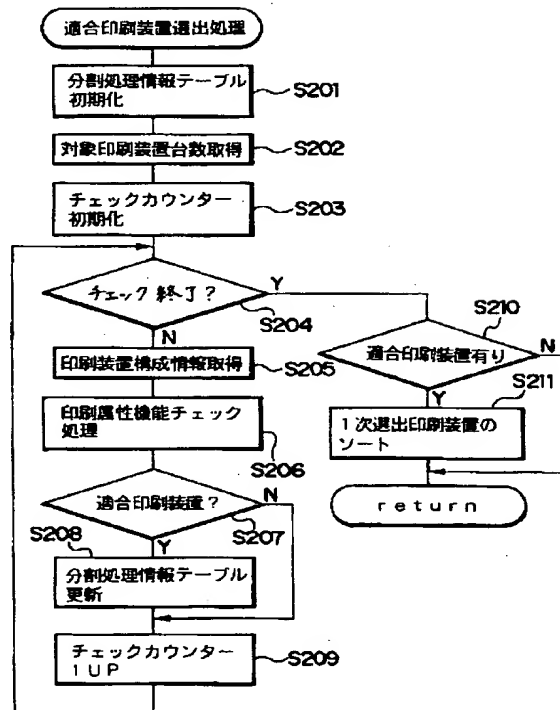 適合印刷装置選出処理
分割処理情報テーブル
初期化
S201
対象印刷装置台数取得
S202
チェックカウンター
初期化
S203
チェック終了?
Y
S204
N
印刷装置構成情報取得
S205
印刷属性機能チェック
処理
S206
適合印刷装置?
N
S207
Y
S208
分割処理情報テーブル
更新
チェックカウンター
1UP
S209
S210
適合印刷装置有り
N
Y
S211
1次選出印刷装置の
ソート
return